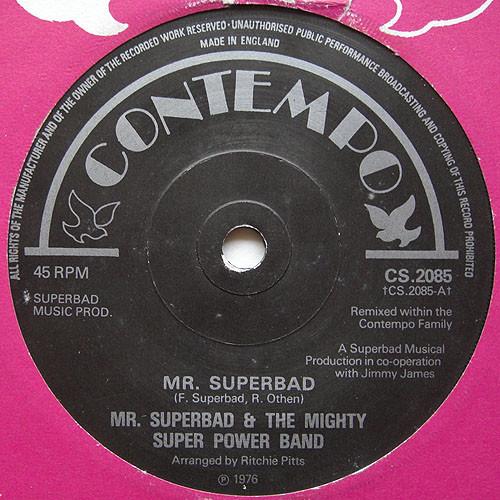 ALL RIGHTS OF THE MANUFACTURER AND OF THE OWNER OF THE RECORDED WORK RESERVED · UNAUTHORISED PUBLIC PERFORMANCE BROADCASTING AND COPYING OF THIS RECORD PROHIBITED
MADE IN ENGLAND
CONTEMPO
45 RPM
SUPERBAD
MUSIC PROD.
CS.2085
†CS.2085-A†
Remixed within the
Contempo Family
A Superbad Musical
Production in co-operation
with Jimmy James
MR. SUPERBAD
(F. Superbad, R. Othen)
MR. SUPERBAD & THE MIGHTY
SUPER POWER BAND
Arranged by Ritchie Pitts
℗ 1976